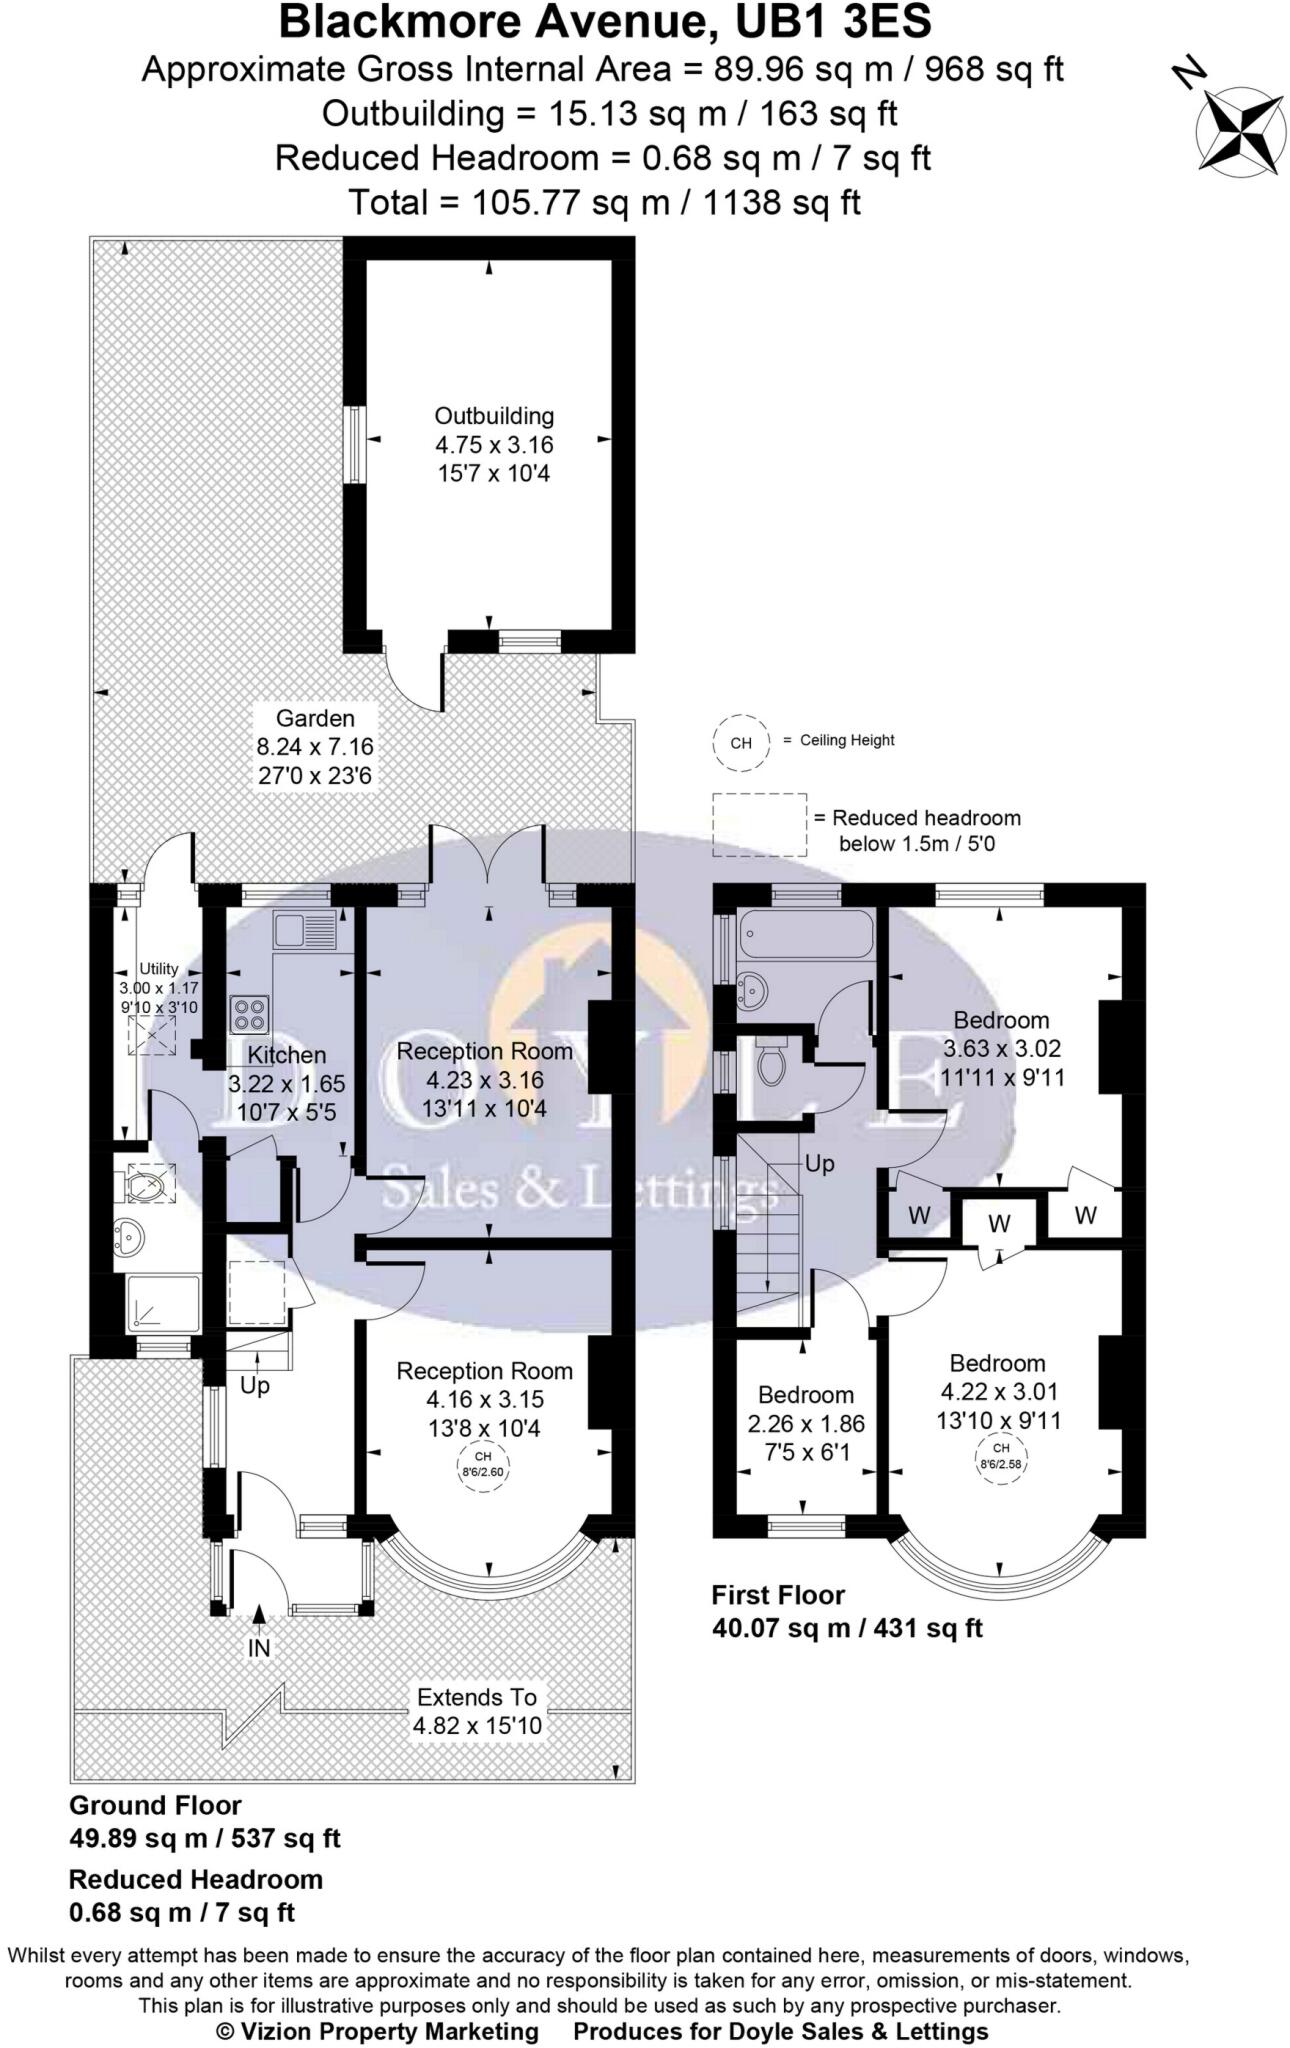 Blackmore Avenue, UB1 3ES
Approximate Gross Internal Area = 89.96 sq m / 968 sq ft
Outbuilding = 15.13 sq m / 163 sq ft
Reduced Headroom = 0.68 sq m / 7 sq ft
Total = 105.77 sq m / 1138 sq ft
N
Outbuilding
4.75 x 3.16
15'7 x 10'4
Garden
8.24 x 7.16
27'0 x 23'6
CH
= Ceiling Height
= Reduced headroom
below 1.5m / 5'0
Utility
3.00 x 1.17
9'10 x 3'10
Kitchen
3.22 x 1.65
10'7 x 5'5
Reception Room
4.23 x 3.16
13'11 x 10'4
DOYLE
Sales & Lettings
Bedroom
3.63 x 3.02
11'11 x 9'11
Up
W
W
W
Up
Reception Room
4.16 x 3.15
13'8 x 10'4
CH
8'6/2.60
Bedroom
2.26 x 1.86
7'5 x 6'1
Bedroom
4.22 x 3.01
13'10 x 9'11
CH
8'6/2.58
IN
Extends To
4.82 x 15'10
First Floor
40.07 sq m / 431 sq ft
Ground Floor
49.89 sq m / 537 sq ft
Reduced Headroom
0.68 sq m / 7 sq ft
Whilst every attempt has been made to ensure the accuracy of the floor plan contained here, measurements of doors, windows,
rooms and any other items are approximate and no responsibility is taken for any error, omission, or mis-statement.
This plan is for illustrative purposes only and should be used as such by any prospective purchaser.
© Vizion Property Marketing Produces for Doyle Sales & Lettings